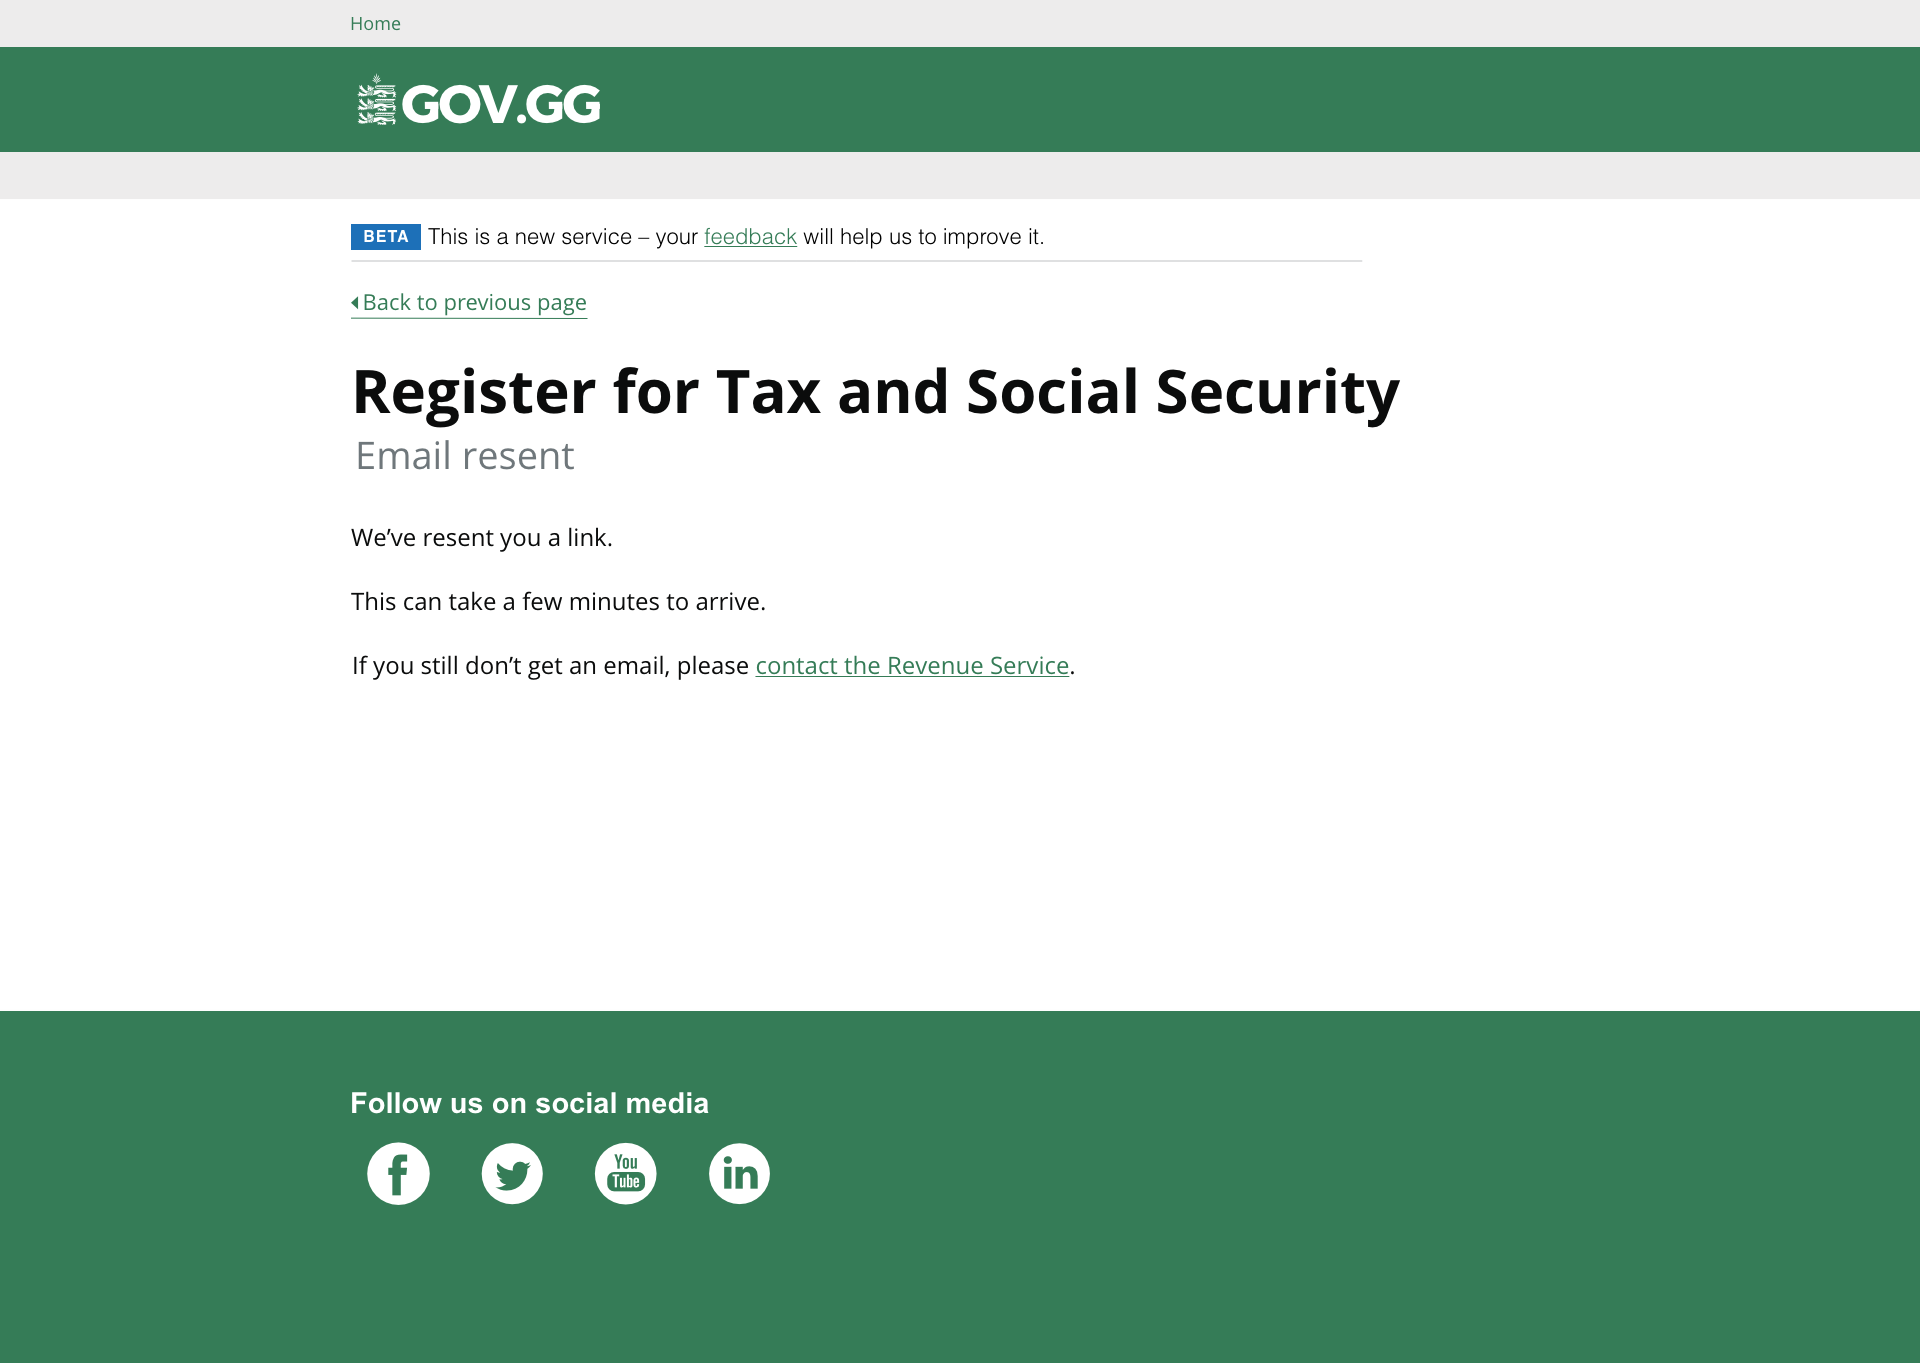 Home
GOV.GG
BETA This is a new service – your feedback will help us to improve it.
Back to previous page
Register for Tax and Social Security
Email resent
We’ve resent you a link.
This can take a few minutes to arrive.
If you still don’t get an email, please contact the Revenue Service.
Follow us on social media
f You Tube in